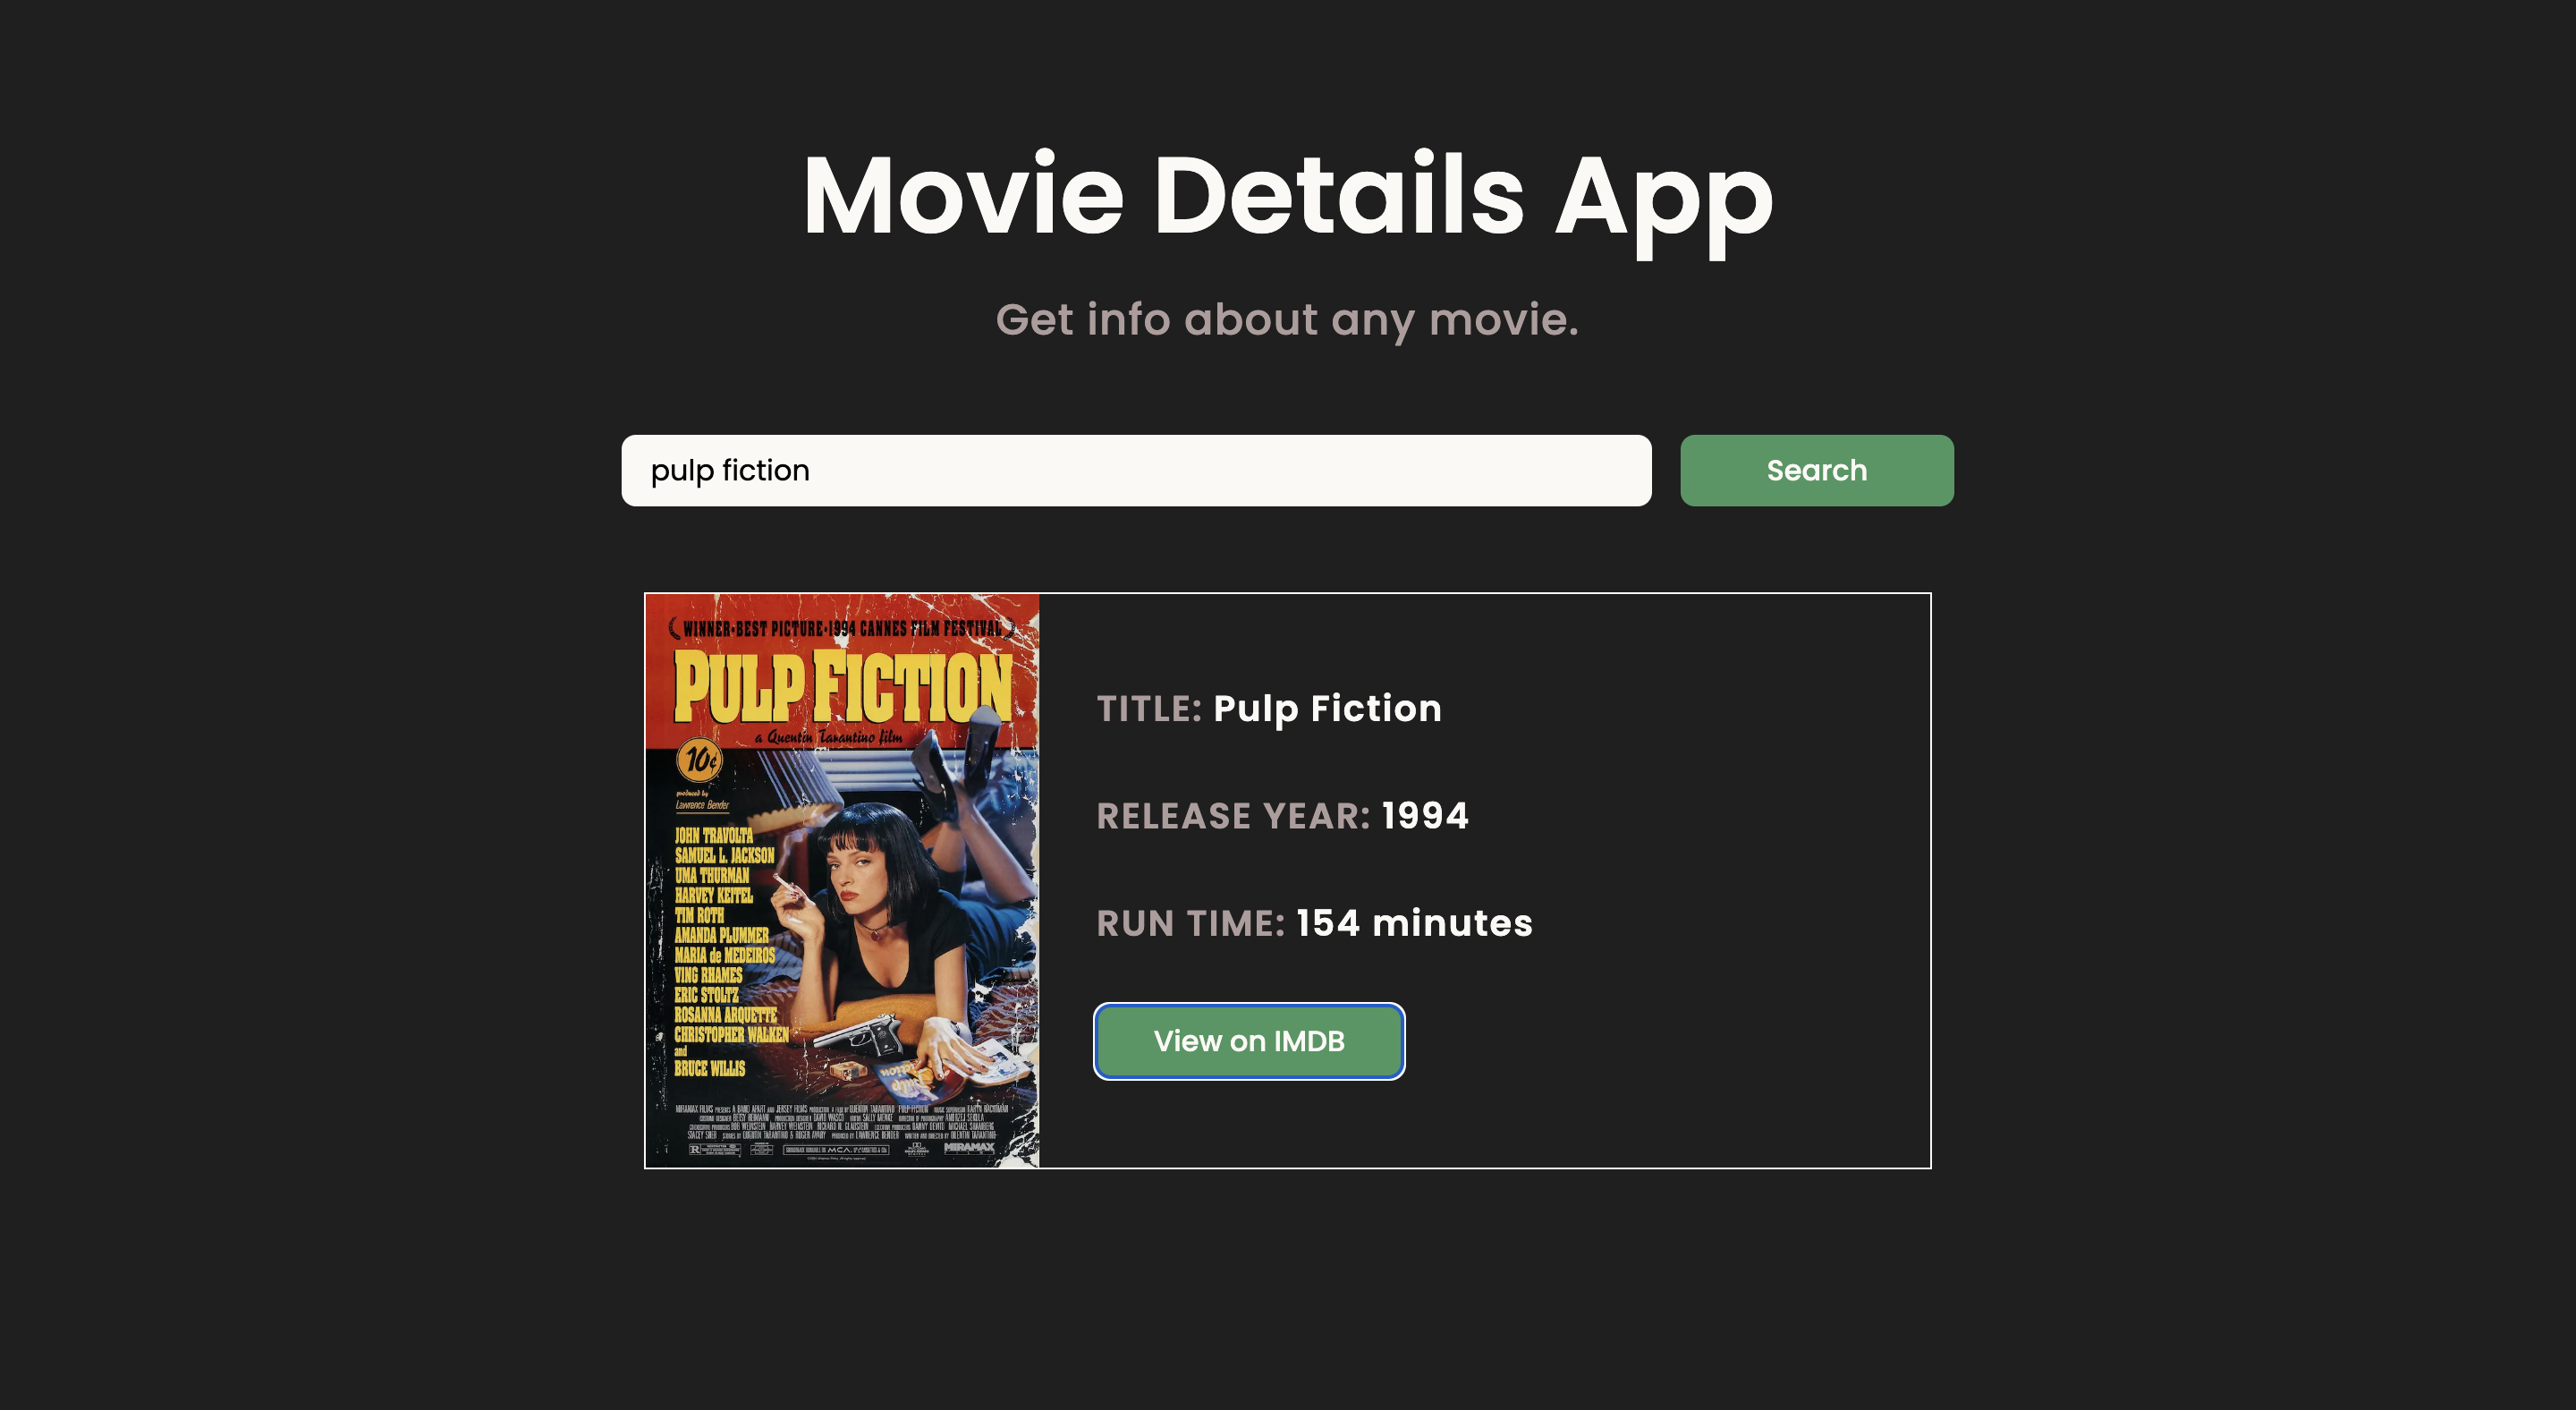 Movie Details App
Get info about any movie.
pulp fiction
Search
WINNER-BEST PICTURE-1994 CANNES FILM FESTIVAL
PULP FICTION
a Quentin Tarantino film
10¢
produced by
Lawrence Bender
JOHN TRAVOLTA
SAMUEL L. JACKSON
UMA THURMAN
HARVEY KEITEL
TIM ROTH
AMANDA PLUMMER
MARIA de MEDEIROS
VING RHAMES
ERIC STOLTZ
ROSANNA ARQUETTE
CHRISTOPHER WALKEN
and
BRUCE WILLIS
pulp fiction
MIRAMAX
TITLE: Pulp Fiction
RELEASE YEAR: 1994
RUN TIME: 154 minutes
View on IMDB